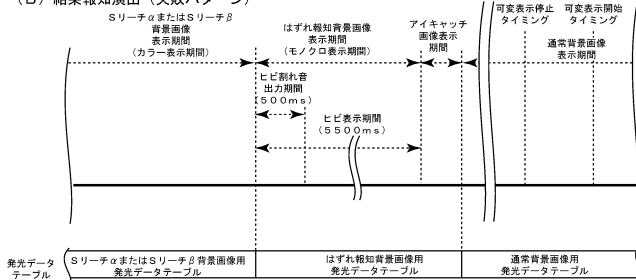 (B) 結果報知演出(失敗パターン)
SリーチαまたはSリーチβ
背景画像
表示期間
(カラー表示期間)
はずれ報知背景画像
表示期間
(モノクロ表示期間)
アイキャッチ
画像表示
期間
可変表示停止
タイミング
可変表示開始
タイミング
通常背景画像
表示期間
ヒビ割れ音
出力期間
(500ms)
ヒビ表示期間
(5500ms)
発光データ
テーブル
SリーチαまたはSリーチβ背景画像用
発光データテーブル
はずれ報知背景画像用
発光データテーブル
通常背景画像用
発光データテーブル